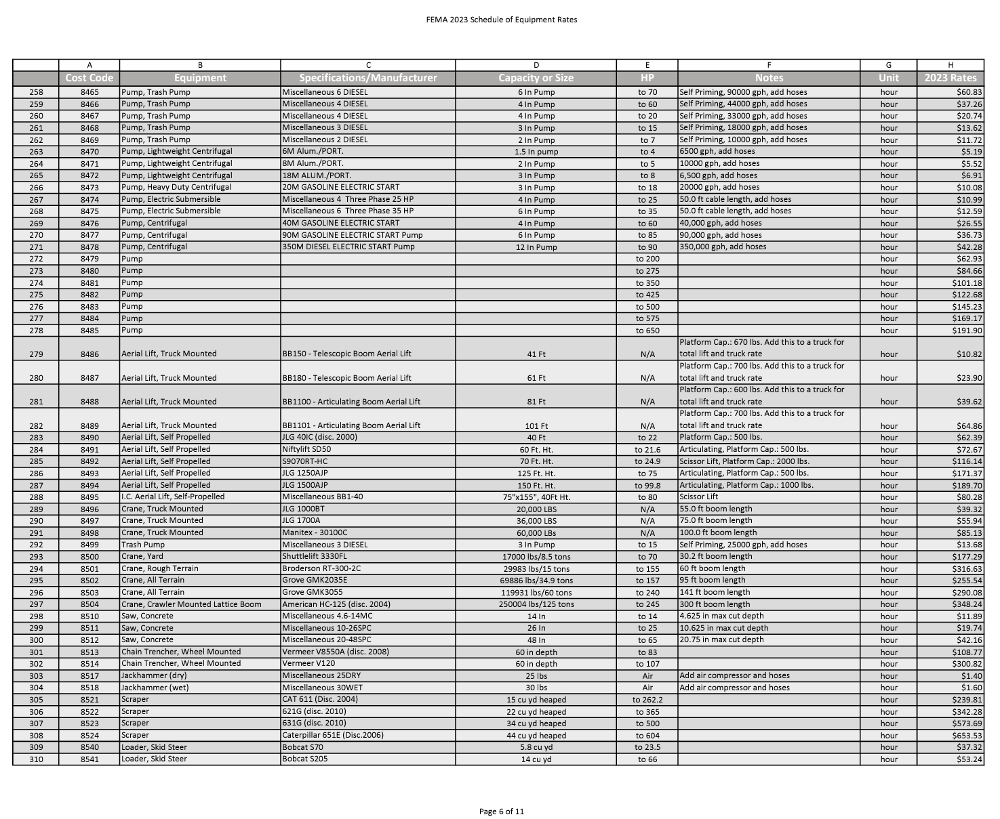 FEMA 2023 Schedule of Equipment Rates
A B C D E F G H
Cost Code Equipment Specifications/Manufacturer Capacity or Size HP Notes Unit 2023 Rates
258 8465 Pump, Trash Pump Miscellaneous 6 DIESEL 6 In Pump to 70 Self Priming, 90000 gph, add hoses hour $60.83
259 8466 Pump, Trash Pump Miscellaneous 4 DIESEL 4 In Pump to 60 Self Priming, 44000 gph, add hoses hour $37.26
260 8467 Pump, Trash Pump Miscellaneous 4 DIESEL 4 In Pump to 20 Self Priming, 33000 gph, add hoses hour $20.74
261 8468 Pump, Trash Pump Miscellaneous 3 DIESEL 3 In Pump to 15 Self Priming, 18000 gph, add hoses hour $13.62
262 8469 Pump, Trash Pump Miscellaneous 2 DIESEL 2 In Pump to 7 Self Priming, 10000 gph, add hoses hour $11.72
263 8470 Pump, Lightweight Centrifugal 6M Alum./PORT. 1.5 In pump to 4 6500 gph, add hoses hour $5.19
264 8471 Pump, Lightweight Centrifugal 8M Alum./PORT. 2 In Pump to 5 10000 gph, add hoses hour $5.52
265 8472 Pump, Lightweight Centrifugal 18M ALUM./PORT. 3 In Pump to 8 6,500 gph, add hoses hour $6.91
266 8473 Pump, Heavy Duty Centrifugal 20M GASOLINE ELECTRIC START 3 In Pump to 18 20000 gph, add hoses hour $10.08
267 8474 Pump, Electric Submersible Miscellaneous 4  Three Phase 25 HP 4 In Pump to 25 50.0 ft cable length, add hoses hour $10.99
268 8475 Pump, Electric Submersible Miscellaneous 6  Three Phase 35 HP 6 In Pump to 35 50.0 ft cable length, add hoses hour $12.59
269 8476 Pump, Centrifugal 40M GASOLINE ELECTRIC START 4 In Pump to 60 40,000 gph, add hoses hour $26.55
270 8477 Pump, Centrifugal 90M GASOLINE ELECTRIC START Pump 6 In Pump to 85 90,000 gph, add hoses hour $36.73
271 8478 Pump, Centrifugal 350M DIESEL ELECTRIC START Pump 12 In Pump to 90 350,000 gph, add hoses hour $42.28
272 8479 Pump to 200 hour $62.93
273 8480 Pump to 275 hour $84.66
274 8481 Pump to 350 hour $101.18
275 8482 Pump to 425 hour $122.68
276 8483 Pump to 500 hour $145.23
277 8484 Pump to 575 hour $169.17
278 8485 Pump to 650 hour $191.90
Platform Cap.: 670 lbs. Add this to a truck for
279 8486 Aerial Lift, Truck Mounted BB150 - Telescopic Boom Aerial Lift 41 Ft N/A total lift and truck rate hour $10.82
Platform Cap.: 700 lbs. Add this to a truck for
280 8487 Aerial Lift, Truck Mounted BB180 - Telescopic Boom Aerial Lift 61 Ft N/A total lift and truck rate hour $23.90
Platform Cap.: 600 lbs. Add this to a truck for
281 8488 Aerial Lift, Truck Mounted BB1100 - Articulating Boom Aerial Lift 81 Ft N/A total lift and truck rate hour $39.62
Platform Cap.: 700 lbs. Add this to a truck for
282 8489 Aerial Lift, Truck Mounted BB1101 - Articulating Boom Aerial Lift 101 Ft N/A total lift and truck rate hour $64.86
283 8490 Aerial Lift, Self Propelled JLG 40IC (disc. 2000) 40 Ft to 22 Platform Cap.: 500 lbs. hour $62.39
284 8491 Aerial Lift, Self Propelled Niftylift SD50 60 Ft. Ht. to 21.6 Articulating, Platform Cap.: 500 lbs. hour $72.67
285 8492 Aerial Lift, Self Propelled S9070RT-HC 70 Ft. Ht. to 24.9 Scissor Lift, Platform Cap.: 2000 lbs. hour $116.14
286 8493 Aerial Lift, Self Propelled JLG 1250AJP 125 Ft. Ht. to 75 Articulating, Platform Cap.: 500 lbs. hour $171.37
287 8494 Aerial Lift, Self Propelled JLG 1500AJP 150 Ft. Ht. to 99.8 Articulating, Platform Cap.: 1000 lbs. hour $189.70
288 8495 I.C. Aerial Lift, Self-Propelled Miscellaneous BB1-40 75"x155", 40Ft Ht. to 80 Scissor Lift hour $80.28
289 8496 Crane, Truck Mounted JLG 1000BT 20,000 LBS N/A 55.0 ft boom length hour $39.32
290 8497 Crane, Truck Mounted JLG 1700A 36,000 LBS N/A 75.0 ft boom length hour $55.94
291 8498 Crane, Truck Mounted Manitex - 30100C 60,000 LBs N/A 100.0 ft boom length hour $85.13
292 8499 Trash Pump Miscellaneous 3 DIESEL 3 In Pump to 15 Self Priming, 25000 gph, add hoses hour $13.68
293 8500 Crane, Yard Shuttlelift 3330FL 17000 lbs/8.5 tons to 70 30.2 ft boom length hour $177.29
294 8501 Crane, Rough Terrain Broderson RT-300-2C 29983 lbs/15 tons to 155 60 ft boom length hour $316.63
295 8502 Crane, All Terrain Grove GMK2035E 69886 lbs/34.9 tons to 157 95 ft boom length hour $255.54
296 8503 Crane, All Terrain Grove GMK3055 119931 lbs/60 tons to 240 141 ft boom length hour $290.08
297 8504 Crane, Crawler Mounted Lattice Boom American HC-125 (disc. 2004) 250004 lbs/125 tons to 245 300 ft boom length hour $348.24
298 8510 Saw, Concrete Miscellaneous 4.6-14MC 14 In to 14 4.625 in max cut depth hour $11.89
299 8511 Saw, Concrete Miscellaneous 10-26SPC 26 In to 25 10.625 in max cut depth hour $19.74
300 8512 Saw, Concrete Miscellaneous 20-48SPC 48 In to 65 20.75 in max cut depth hour $42.16
301 8513 Chain Trencher, Wheel Mounted Vermeer V8550A (disc. 2008) 60 in depth to 83 hour $108.77
302 8514 Chain Trencher, Wheel Mounted Vermeer V120 60 in depth to 107 hour $300.82
303 8517 Jackhammer (dry) Miscellaneous 25DRY 25 lbs Air Add air compressor and hoses hour $1.40
304 8518 Jackhammer (wet) Miscellaneous 30WET 30 lbs Air Add air compressor and hoses hour $1.60
305 8521 Scraper CAT 611 (Disc. 2004) 15 cu yd heaped to 262.2 hour $239.81
306 8522 Scraper 621G (disc. 2010) 22 cu yd heaped to 365 hour $342.28
307 8523 Scraper 631G (disc. 2010) 34 cu yd heaped to 500 hour $573.69
308 8524 Scraper Caterpillar 651E (Disc.2006) 44 cu yd heaped to 604 hour $653.53
309 8540 Loader, Skid Steer Bobcat S70 5.8 cu yd to 23.5 hour $37.32
310 8541 Loader, Skid Steer Bobcat S205 14 cu yd to 66 hour $53.24
Page 6 of 11